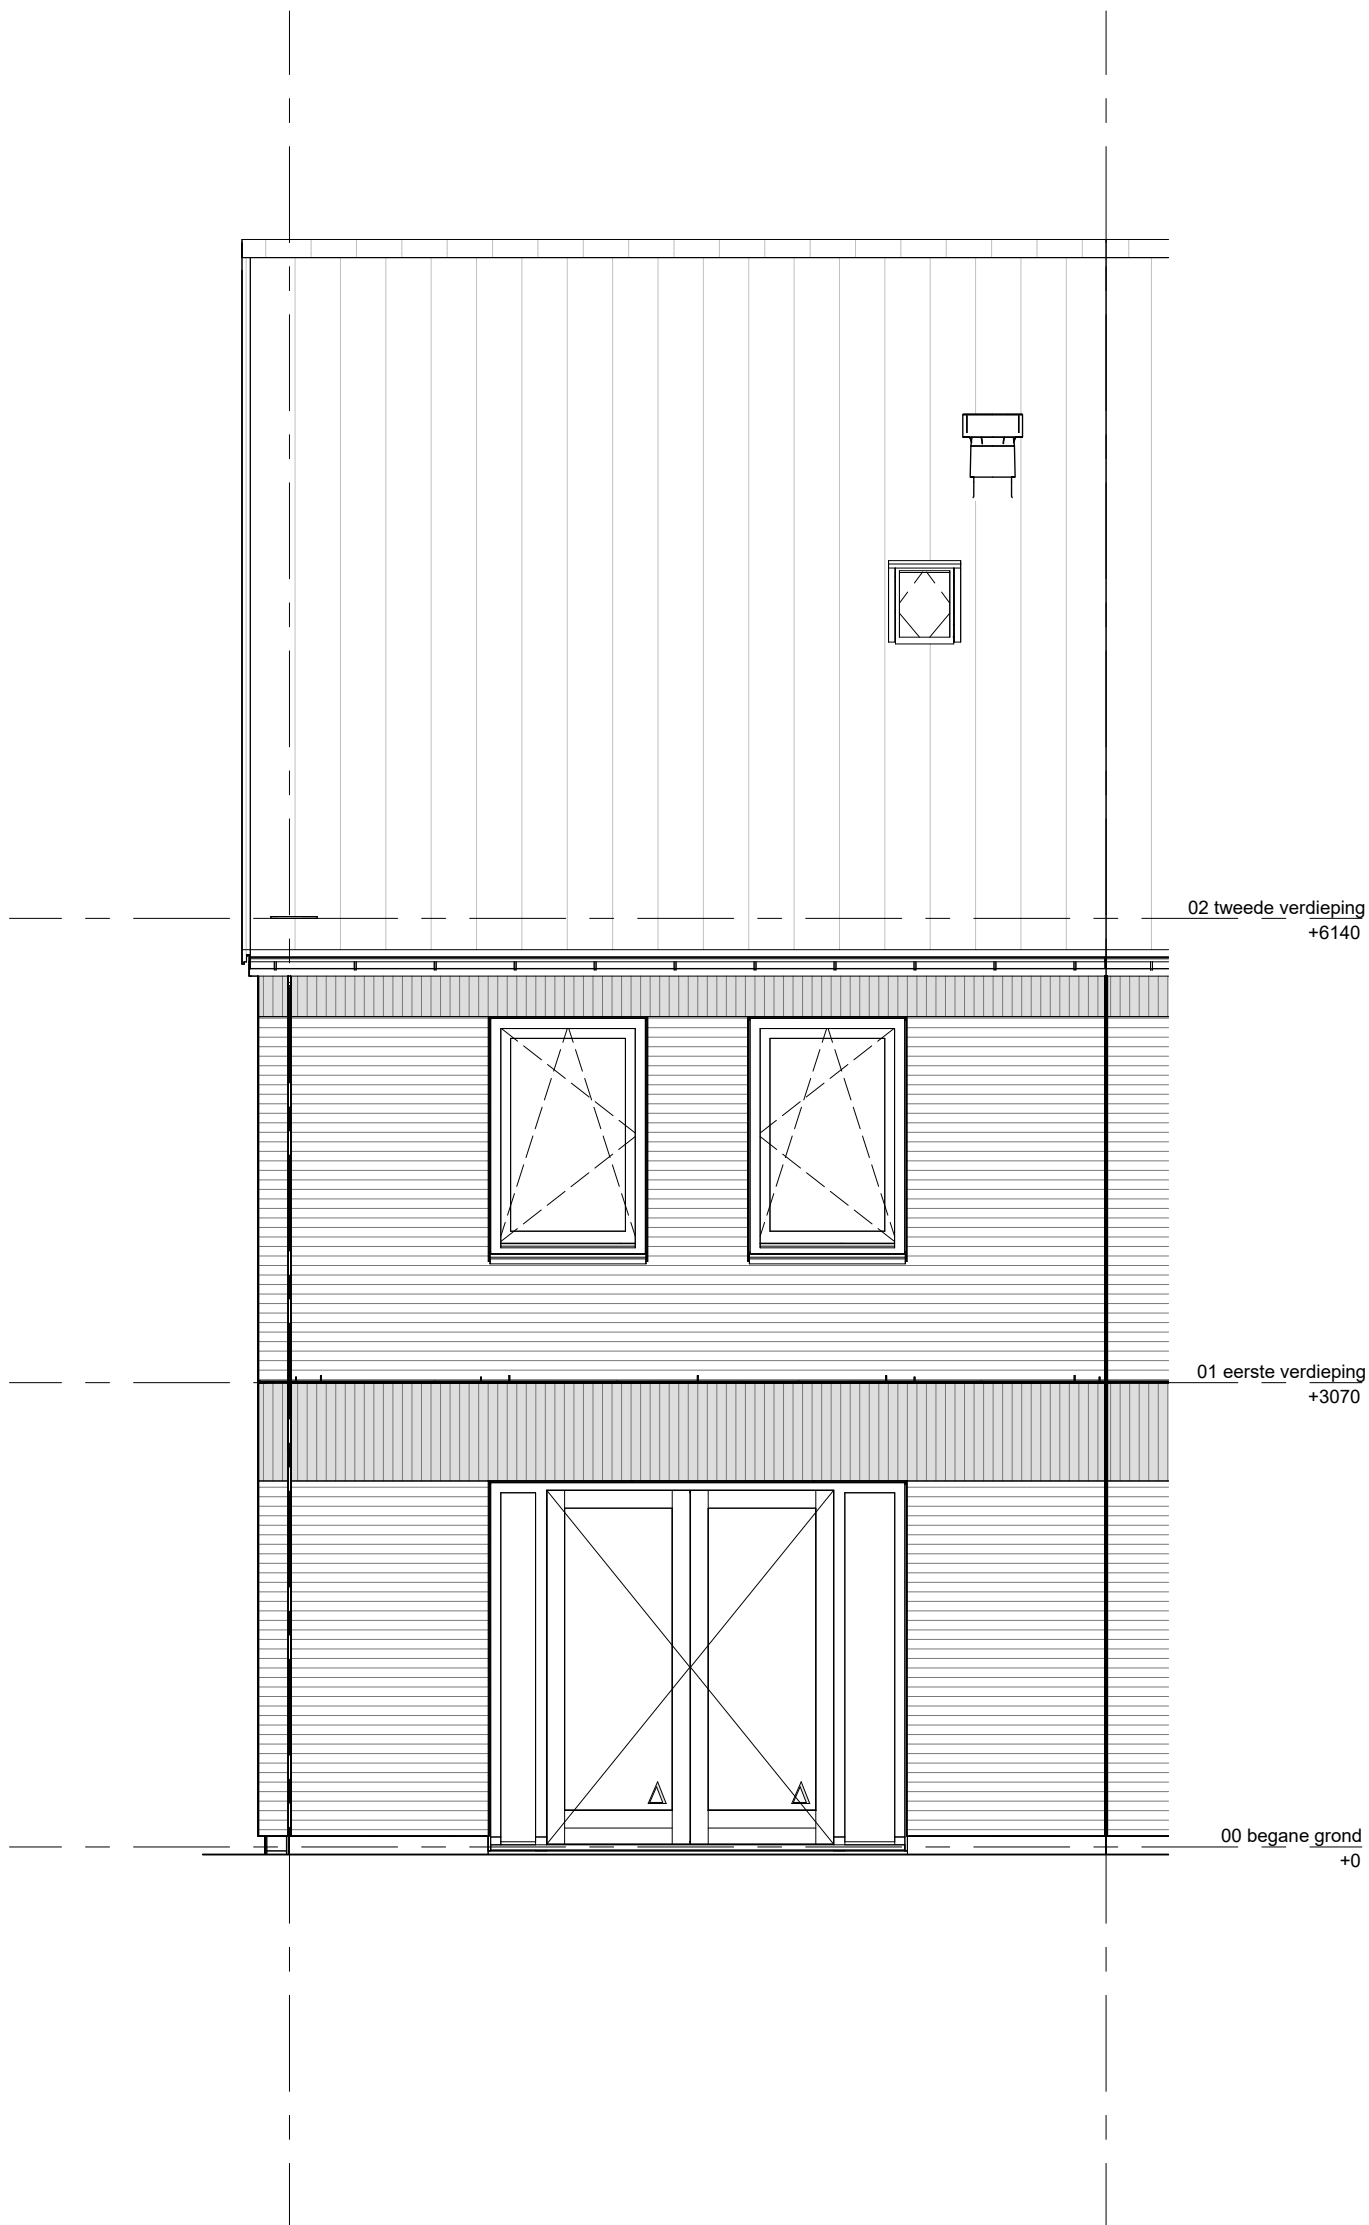 02 tweede verdieping
+6140
01 eerste verdieping
+3070
00 begane grond
+0